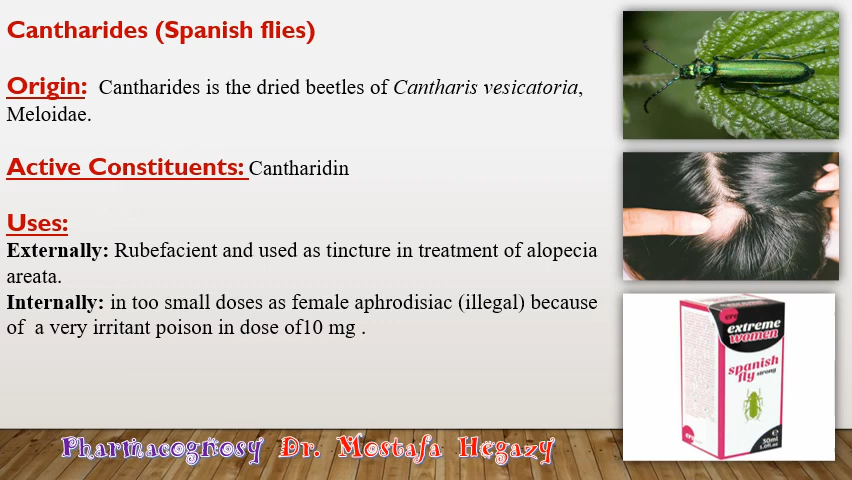 Cantharides (Spanish flies)
Origin: Cantharides is the dried beetles of Cantharis vesicatoria,
Meloidae.
Active Constituents: Cantharidin
Uses:
Externally: Rubefacient and used as tincture in treatment of alopecia
areata.
Internally: in too small doses as female aphrodisiac (illegal) because
of a very irritant poison in dose of10 mg .
extreme
women
spanish
fly strong
30ml
Pharmacognosy Dr. Mostafa Hegazy